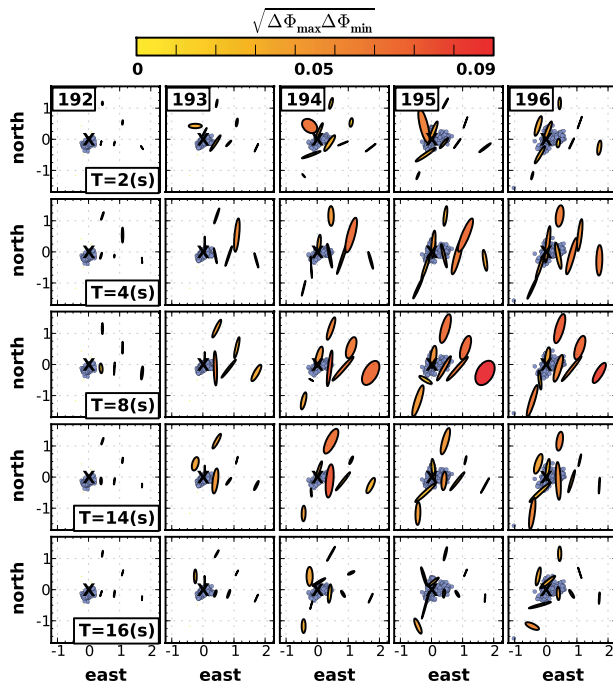 √ΔΦmaxΔΦmin
0 0.05 0.09
192 193 194 195 196
north 1 0 -1 T=2(s)
north 1 0 -1 T=4(s)
north 1 0 -1 T=8(s)
north 1 0 -1 T=14(s)
north 1 0 -1 T=16(s)
-1 0 1 2 -1 0 1 2 -1 0 1 2 -1 0 1 2 -1 0 1 2
east east east east east